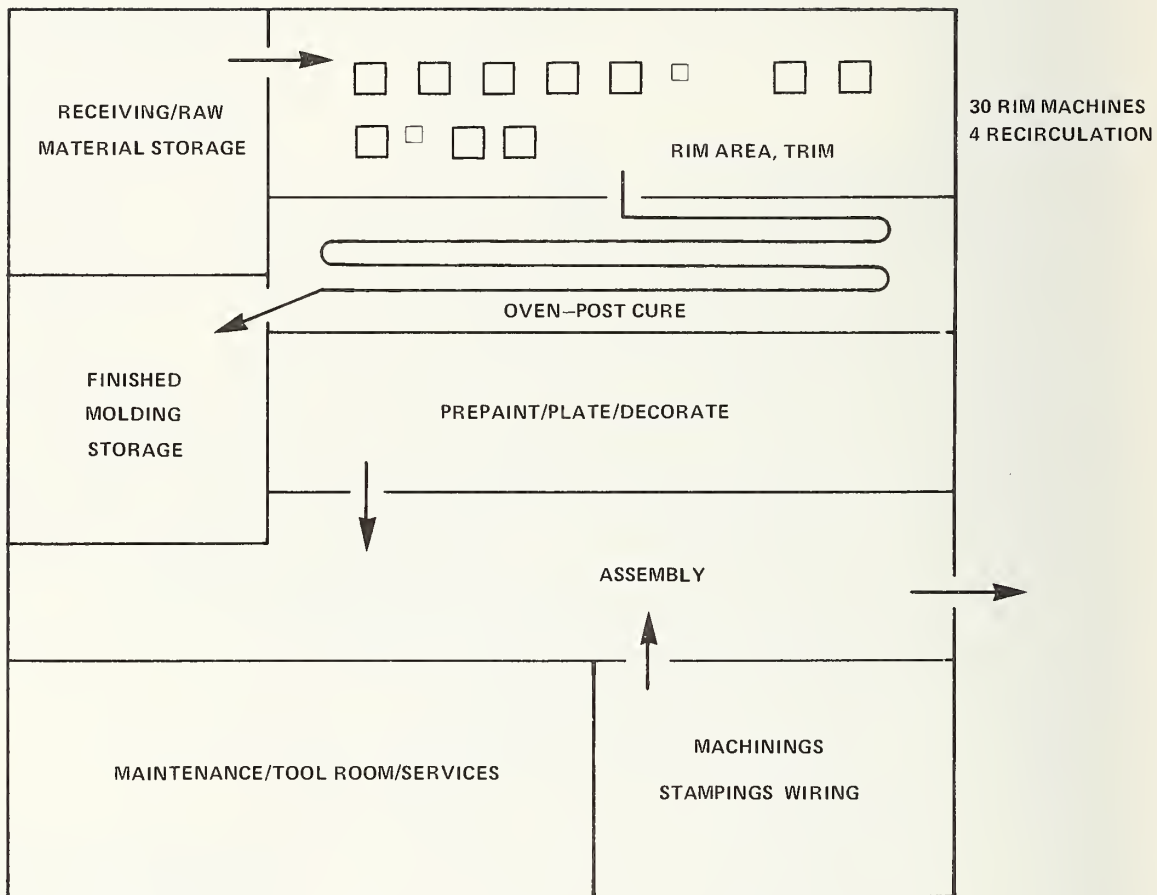 RECEIVING/RAW
MATERIAL STORAGE
RIM AREA, TRIM
30 RIM MACHINES
4 RECIRCULATION
OVEN–POST CURE
FINISHED
MOLDING
STORAGE
PREPAINT/PLATE/DECORATE
ASSEMBLY
MAINTENANCE/TOOL ROOM/SERVICES
MACHININGS
STAMPINGS WIRING